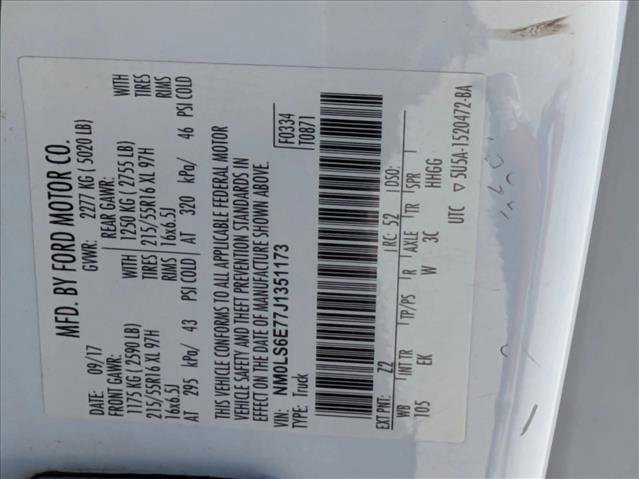 MFD. BY FORD MOTOR CO.
DATE: 09/17 GVWR: 2277 KG ( 5020 LB)
FRONT GAWR: REAR GAWR: WITH
1175 KG ( 2590 LB) 1250 KG ( 2755 LB) TIRES
215/55R16 XL 97H 215/55R16 XL 97H RIMS
16x6.5J 16x6.5J
AT 295 kPa/ 43 PSI COLD AT 320 kPa/ 46 PSI COLD
WITH
TIRES
RIMS
THIS VEHICLE CONFORMS TO ALL APPLICABLE FEDERAL MOTOR
VEHICLE SAFETY AND THEFT PREVENTION STANDARDS IN
EFFECT ON THE DATE OF MANUFACTURE SHOWN ABOVE.
VIN: NM0LS6E77J1351173
TYPE: Truck
F0334
T0871
EXT PNT: Z2 RC: 52 DSO:
WB INT TR TP/PS R AXLE TR SPR
105 EK W 3C HHGG
UTC ▽ 5U5A-1520472-BA